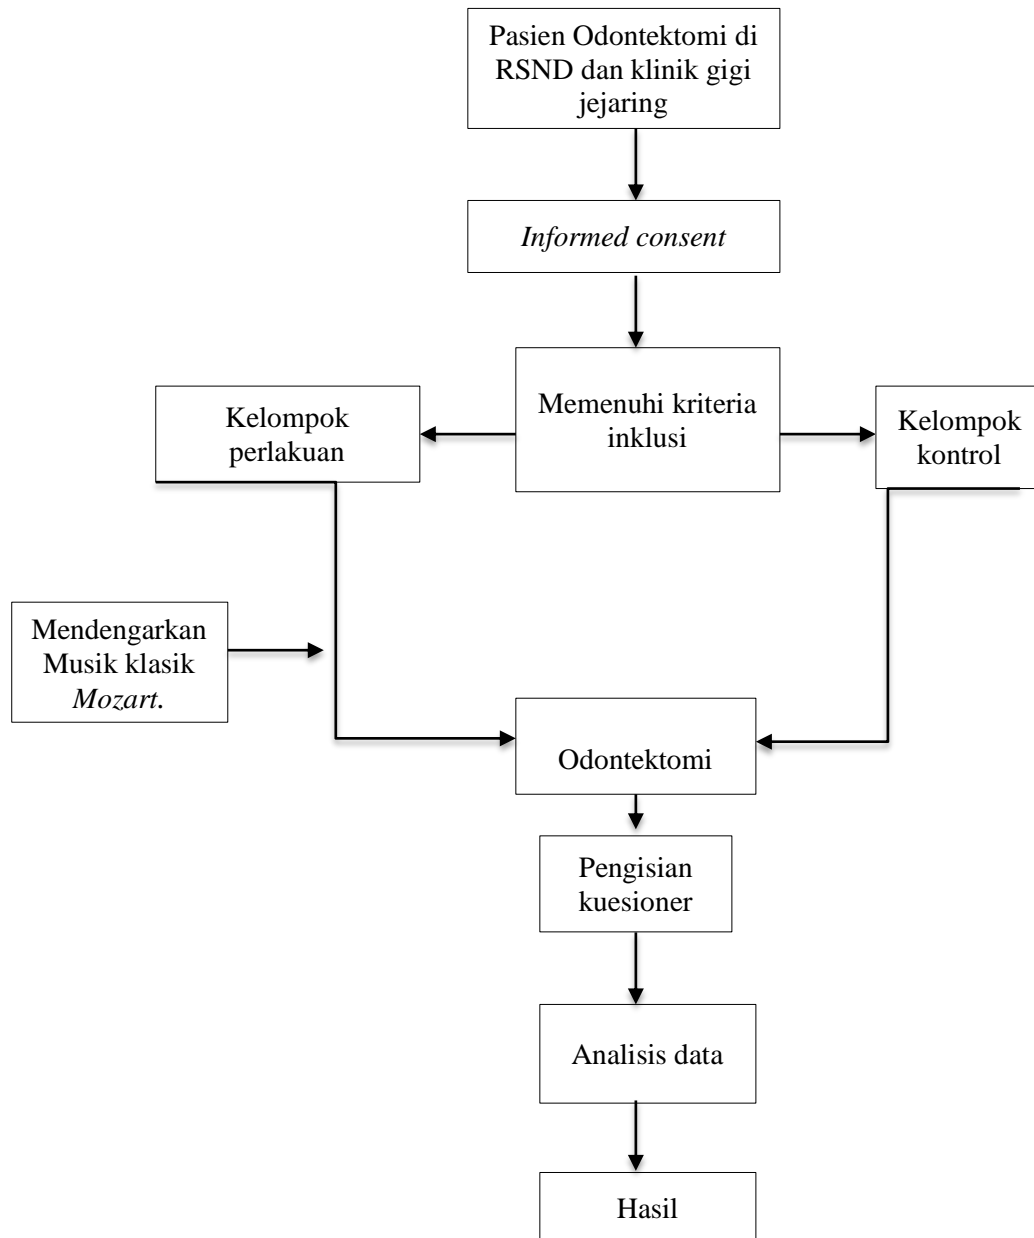 Pasien Odontektomi di
RSND dan klinik gigi
jejaring
Informed consent
Memenuhi kriteria
inklusi
Kelompok
perlakuan
Kelompok
kontrol
Mendengarkan
Musik klasik
Mozart.
Odontektomi
Pengisian
kuesioner
Analisis data
Hasil